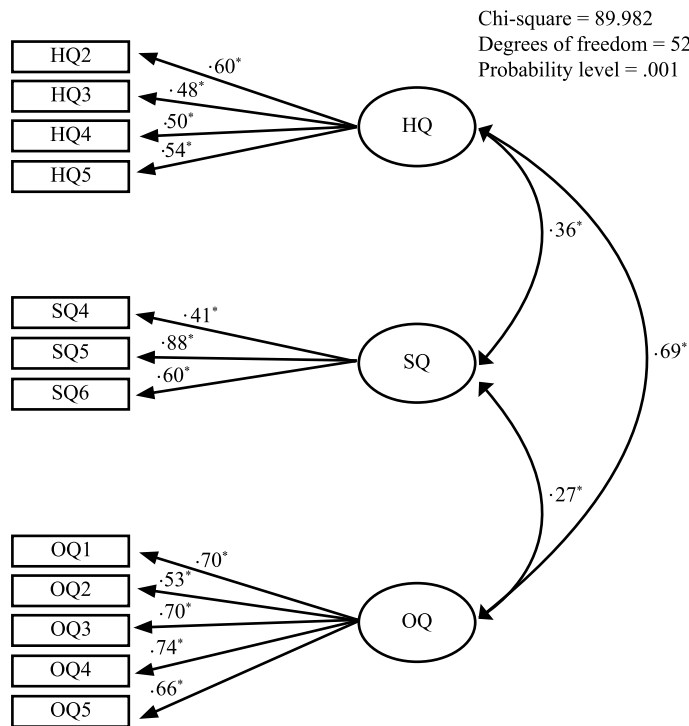 Chi-square = 89.982
Degrees of freedom = 52
Probability level = .001
HQ2
HQ3
HQ4
HQ5
·60*
·48*
·50*
·54*
HQ
·36*
SQ4
SQ5
SQ6
·41*
·88*
·60*
SQ
·69*
·27*
OQ1
OQ2
OQ3
OQ4
OQ5
·70*
·53*
·70*
·74*
·66*
OQ